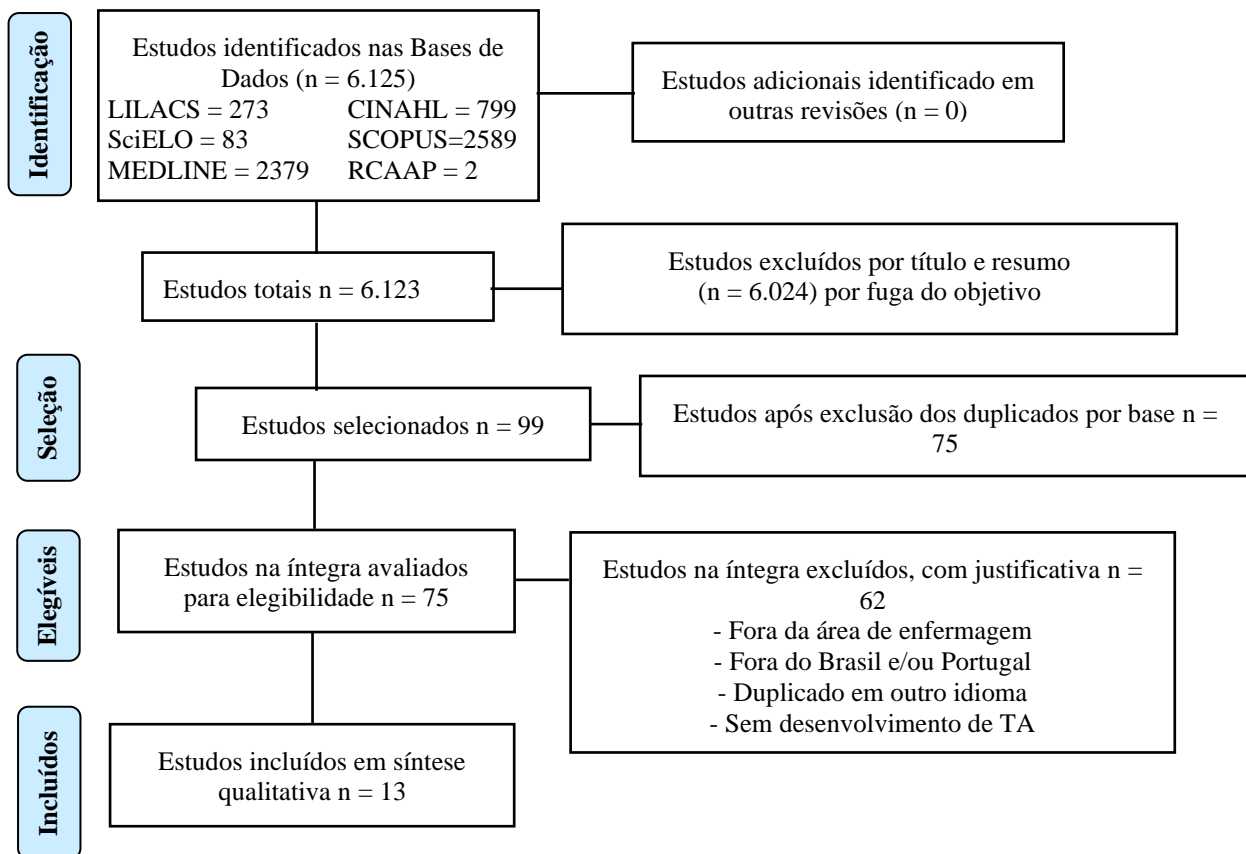 Identificação
Estudos identificados nas Bases de
Dados (n = 6.125)
LILACS = 273 CINAHL = 799
SciELO = 83 SCOPUS=2589
MEDLINE = 2379 RCAAP = 2
Estudos adicionais identificado em
outras revisões (n = 0)
Estudos totais n = 6.123
Estudos excluídos por título e resumo
(n = 6.024) por fuga do objetivo
Seleção
Estudos selecionados n = 99
Estudos após exclusão dos duplicados por base n =
75
Elegíveis
Estudos na íntegra avaliados
para elegibilidade n = 75
Estudos na íntegra excluídos, com justificativa n =
62
- Fora da área de enfermagem
- Fora do Brasil e/ou Portugal
- Duplicado em outro idioma
- Sem desenvolvimento de TA
Incluídos
Estudos incluídos em síntese
qualitativa n = 13